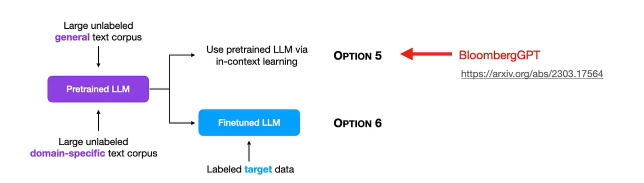 Large unlabeled
general text corpus
Pretrained LLM
Large unlabeled
domain-specific text corpus
Use pretrained LLM via
in-context learning
OPTION 5
BloombergGPT
https://arxiv.org/abs/2303.17564
Finetuned LLM
OPTION 6
Labeled target data